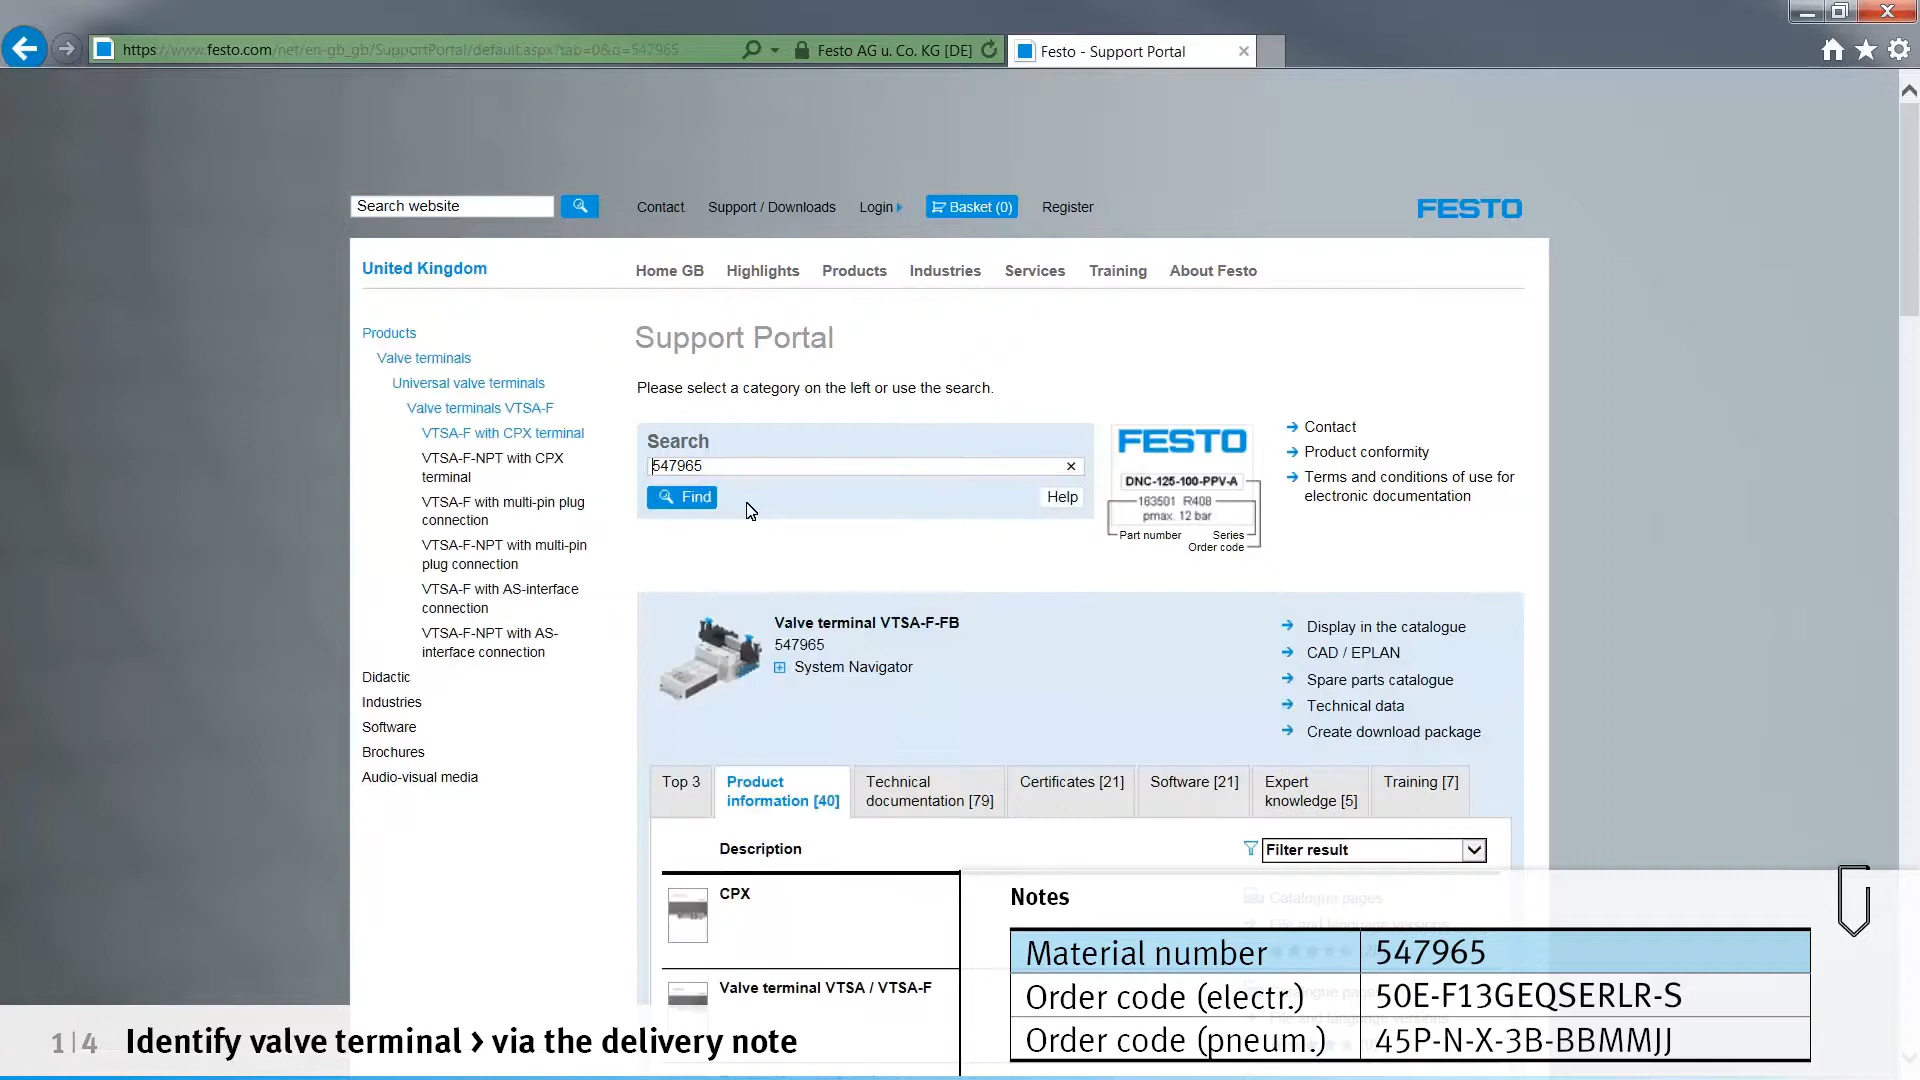 https://www.festo.com/net/en-gb_gb/SupportPortal/default.aspx?tab=0&q=547965
Festo AG u. Co. KG [DE]
Festo - Support Portal
Search website
Contact
Support / Downloads
Login
Basket (0)
Register
FESTO
United Kingdom
Home GB
Highlights
Products
Industries
Services
Training
About Festo
Products
Valve terminals
Universal valve terminals
Valve terminals VTSA-F
VTSA-F with CPX terminal
VTSA-F-NPT with CPX
terminal
VTSA-F with multi-pin plug
connection
VTSA-F-NPT with multi-pin
plug connection
VTSA-F with AS-interface
connection
VTSA-F-NPT with AS-
interface connection
Didactic
Industries
Software
Brochures
Audio-visual media
Support Portal
Please select a category on the left or use the search.
Search
547965
Find
Help
FESTO
DNC-125-100-PPV-A
163501 R408
pmax. 12 bar
Part number
Series
Order code
Contact
Product conformity
Terms and conditions of use for
electronic documentation
Valve terminal VTSA-F-FB
547965
System Navigator
Display in the catalogue
CAD / EPLAN
Spare parts catalogue
Technical data
Create download package
Top 3
Product
information [40]
Technical
documentation [79]
Certificates [21]
Software [21]
Expert
knowledge [5]
Training [7]
Description
Filter result
CPX
Catalogue pages
File and language versions
Valve terminal VTSA / VTSA-F
Notes
Material number 547965
Order code (electr.) 50E-F13GEQSERLR-S
Order code (pneum.) 45P-N-X-3B-BBMMJJ
1|4 Identify valve terminal > via the delivery note